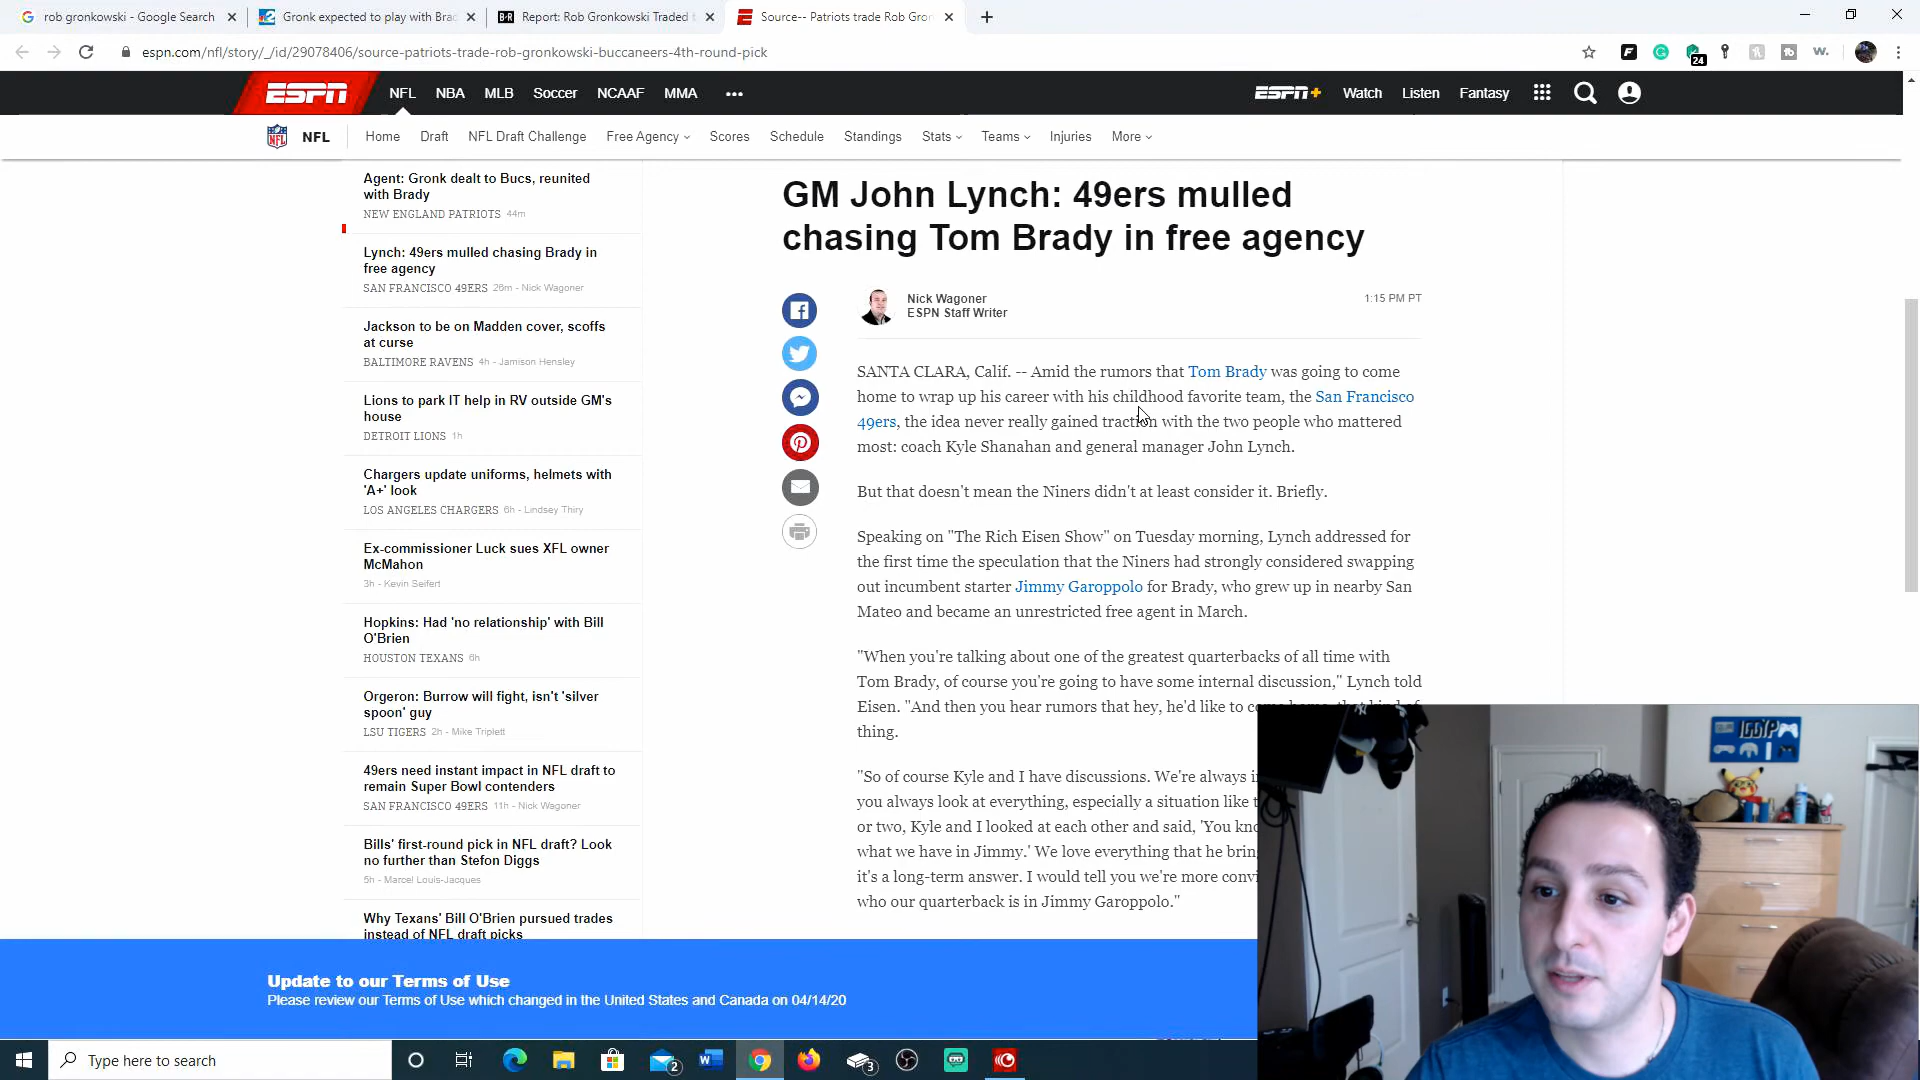 rob gronkowski - Google Search
Gronk expected to play with Brad
Report: Rob Gronkowski Traded t
Source-- Patriots trade Rob Gron
espn.com/nfl/story/_/id/29078406/source-patriots-trade-rob-gronkowski-buccaneers-4th-round-pick
24
ESPN
NFL NBA MLB Soccer NCAAF MMA
ESPN+ Watch Listen Fantasy
NFL Home Draft NFL Draft Challenge Free Agency Scores Schedule Standings Stats Teams Injuries More
Agent: Gronk dealt to Bucs, reunited
with Brady
NEW ENGLAND PATRIOTS 44m
Lynch: 49ers mulled chasing Brady in
free agency
SAN FRANCISCO 49ERS 26m - Nick Wagoner
Jackson to be on Madden cover, scoffs
at curse
BALTIMORE RAVENS 4h - Jamison Hensley
Lions to park IT help in RV outside GM's
house
DETROIT LIONS 1h
Chargers update uniforms, helmets with
'A+' look
LOS ANGELES CHARGERS 6h - Lindsey Thiry
Ex-commissioner Luck sues XFL owner
McMahon
3h - Kevin Seifert
Hopkins: Had 'no relationship' with Bill
O'Brien
HOUSTON TEXANS 6h
Orgeron: Burrow will fight, isn't 'silver
spoon' guy
LSU TIGERS 2h - Mike Triplett
49ers need instant impact in NFL draft to
remain Super Bowl contenders
SAN FRANCISCO 49ERS 11h - Nick Wagoner
Bills' first-round pick in NFL draft? Look
no further than Stefon Diggs
5h - Marcel Louis-Jacques
Why Texans' Bill O'Brien pursued trades
instead of NFL draft picks
GM John Lynch: 49ers mulled
chasing Tom Brady in free agency
Nick Wagoner
ESPN Staff Writer
1:15 PM PT
SANTA CLARA, Calif. -- Amid the rumors that Tom Brady was going to come
home to wrap up his career with his childhood favorite team, the San Francisco
49ers, the idea never really gained traction with the two people who mattered
most: coach Kyle Shanahan and general manager John Lynch.
But that doesn't mean the Niners didn't at least consider it. Briefly.
Speaking on "The Rich Eisen Show" on Tuesday morning, Lynch addressed for
the first time the speculation that the Niners had strongly considered swapping
out incumbent starter Jimmy Garoppolo for Brady, who grew up in nearby San
Mateo and became an unrestricted free agent in March.
"When you're talking about one of the greatest quarterbacks of all time with
Tom Brady, of course you're going to have some internal discussion," Lynch told
Eisen. "And then you hear rumors that hey, he'd like to come home, that kind of
thing.
"So of course Kyle and I have discussions. We're always i
you always look at everything, especially a situation like t
or two, Kyle and I looked at each other and said, 'You kno
what we have in Jimmy.' We love everything that he brin
it's a long-term answer. I would tell you we're more convi
who our quarterback is in Jimmy Garoppolo."
Update to our Terms of Use
Please review our Terms of Use which changed in the United States and Canada on 04/14/20
Type here to search
2
3